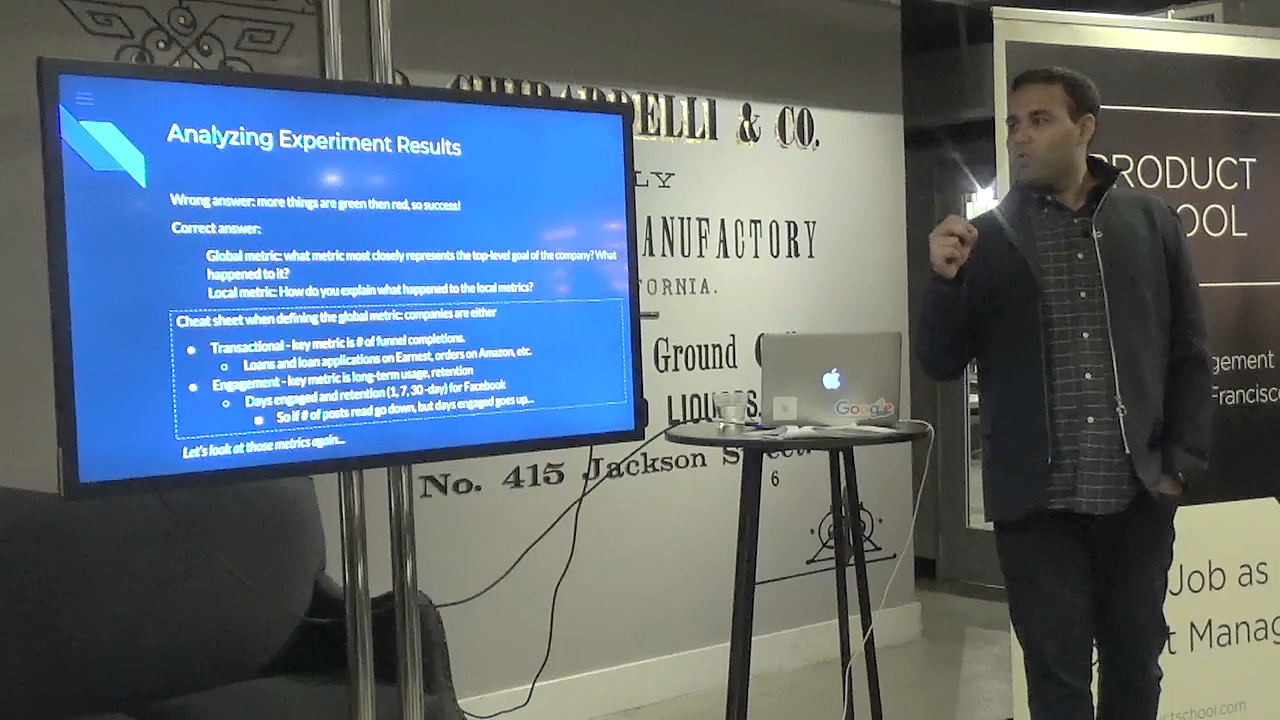 Analyzing Experiment Results
Wrong answer: more things are green then red, so success!
Correct answer:
Global metric: what metric most closely represents the top-level goal of the company? What
happened to it?
Local metric: How do you explain what happened to the local metrics?
Cheat sheet when defining the global metric: companies are either
Transactional - key metric is # of funnel completions.
Loans and loan applications on Earnest, orders on Amazon, etc.
Engagement - key metric is long-term usage, retention
Days engaged and retention (1, 7, 30-day) for Facebook
So if # of posts read go down, but days engaged goes up...
Let's look at those metrics again...
GHIRARDELLI & CO.
LY
ANUFACTORY
FORNIA.
Ground
LIQUORS,
No. 415 Jackson
6
Google
PRODUCT
OOL
gement
Francisco
Job as
t Manag
tschool.com